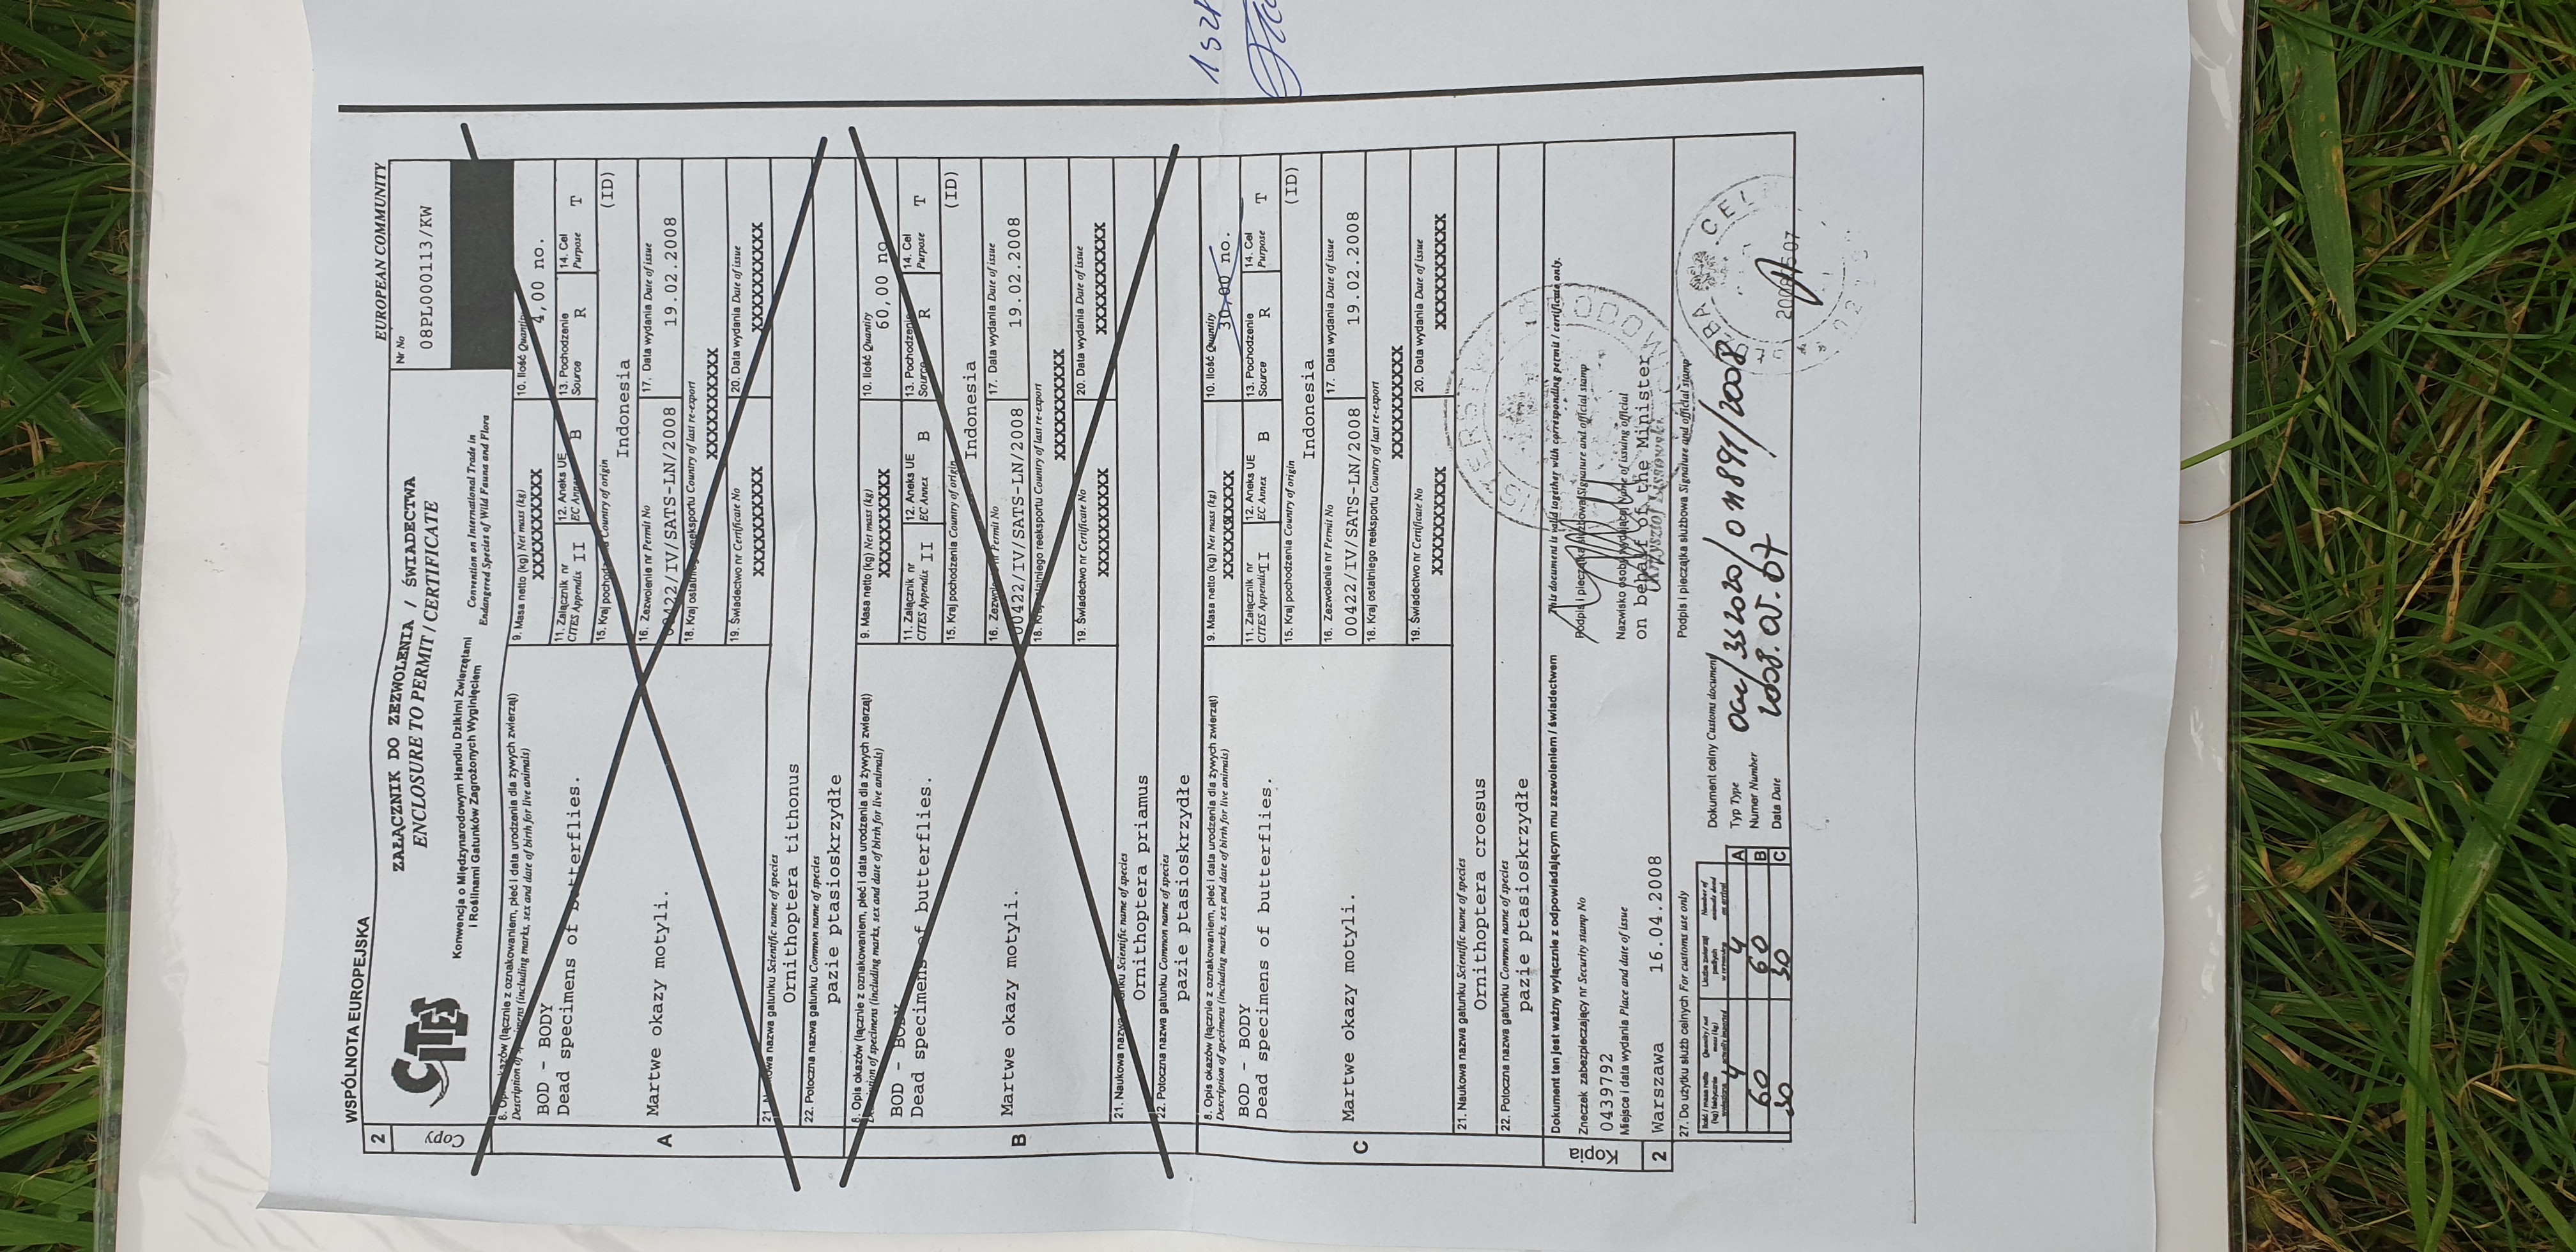 WSPÓLNOTA EUROPEJSKA
EUROPEAN COMMUNITY
2
Copy
CITES
ZAŁĄCZNIK DO ZEZWOLENIA / ŚWIADECTWA
ENCLOSURE TO PERMIT / CERTIFICATE
Konwencja o Międzynarodowym Handlu Dzikimi Zwierzętami
i Roślinami Gatunków Zagrożonych Wyginięciem
Convention on International Trade in
Endangered Species of Wild Fauna and Flora
Nr No
08PL000113/KW
A
8. Opis okazów (łącznie z oznakowaniem, płeć i data urodzenia dla żywych zwierząt)
Description of specimens (including marks, sex and date of birth for live animals)
BOD - BODY
Dead specimens of butterflies.
Martwe okazy motyli.
9. Masa netto (kg) Net mass (kg)
XXXXXXXXXX
10. Ilość Quantity
4,00 no.
11. Załącznik nr
CITES Appendix II
12. Aneks UE
EC Annex B
13. Pochodzenie
Source R
14. Cel
Purpose T
15. Kraj pochodzenia Country of origin
Indonesia (ID)
16. Zezwolenie nr Permit No
00422/IV/SATS-LN/2008
17. Data wydania Date of issue
19.02.2008
18. Kraj ostatniego reeksportu Country of last re-export
XXXXXXXXXX
19. Świadectwo nr Certificate No
XXXXXXXXXX
20. Data wydania Date of issue
XXXXXXXXXX
21. Naukowa nazwa gatunku Scientific name of species
Ornithoptera tithonus
22. Potoczna nazwa gatunku Common name of species
pazie ptasioskrzydłe
B
8. Opis okazów (łącznie z oznakowaniem, płeć i data urodzenia dla żywych zwierząt)
Description of specimens (including marks, sex and date of birth for live animals)
BOD - BODY
Dead specimens of butterflies.
Martwe okazy motyli.
9. Masa netto (kg) Net mass (kg)
XXXXXXXXXX
10. Ilość Quantity
60,00 no.
11. Załącznik nr
CITES Appendix II
12. Aneks UE
EC Annex B
13. Pochodzenie
Source R
14. Cel
Purpose T
15. Kraj pochodzenia Country of origin
Indonesia (ID)
16. Zezwolenie nr Permit No
00422/IV/SATS-LN/2008
17. Data wydania Date of issue
19.02.2008
18. Kraj ostatniego reeksportu Country of last re-export
XXXXXXXXXX
19. Świadectwo nr Certificate No
XXXXXXXXXX
20. Data wydania Date of issue
XXXXXXXXXX
21. Naukowa nazwa gatunku Scientific name of species
Ornithoptera priamus
22. Potoczna nazwa gatunku Common name of species
pazie ptasioskrzydłe
C
8. Opis okazów (łącznie z oznakowaniem, płeć i data urodzenia dla żywych zwierząt)
Description of specimens (including marks, sex and date of birth for live animals)
BOD - BODY
Dead specimens of butterflies.
Martwe okazy motyli.
9. Masa netto (kg) Net mass (kg)
XXXXXXXXXX
10. Ilość Quantity
30,00 no.
1 szt
11. Załącznik nr
CITES Appendix II
12. Aneks UE
EC Annex B
13. Pochodzenie
Source R
14. Cel
Purpose T
15. Kraj pochodzenia Country of origin
Indonesia (ID)
16. Zezwolenie nr Permit No
00422/IV/SATS-LN/2008
17. Data wydania Date of issue
19.02.2008
18. Kraj ostatniego reeksportu Country of last re-export
XXXXXXXXXX
19. Świadectwo nr Certificate No
XXXXXXXXXX
20. Data wydania Date of issue
XXXXXXXXXX
21. Naukowa nazwa gatunku Scientific name of species
Ornithoptera croesus
22. Potoczna nazwa gatunku Common name of species
pazie ptasioskrzydłe
Kopia
2
Dokument ten jest ważny wyłącznie z odpowiadającym mu zezwoleniem / świadectwem
This document is valid together with corresponding permit / certificate only.
Znaczek zabezpieczający nr Security stamp No
0439792
Podpis i pieczątka służbowa Signature and official stamp
Miejsce i data wydania Place and date of issue
Warszawa 16.04.2008
Nazwisko osoby wydającej Name of issuing official
on behalf of the Minister
27. Do użytku służb celnych For customs use only
Podpis i pieczątka służbowa Signature and official stamp
4 4 A
60 60 B
30 30 C
Dokument celny Customs document
Typ Type
Numer Number
Data Date 2008.05.07